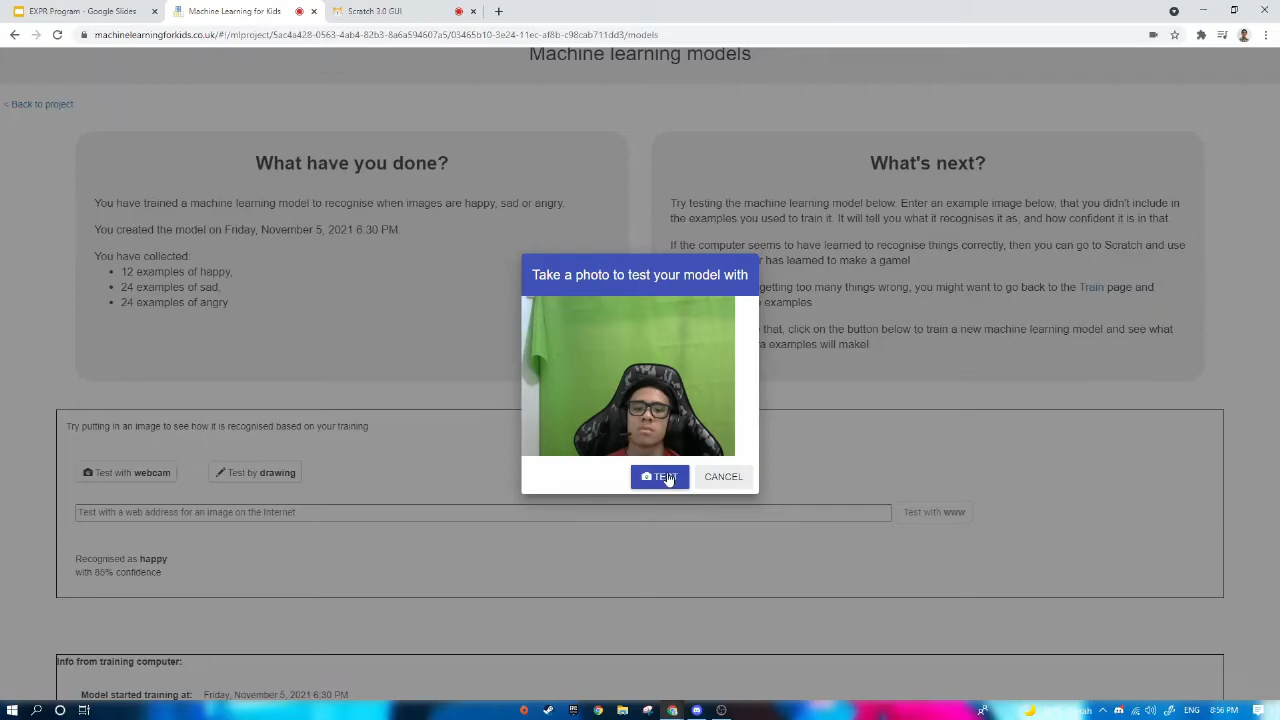 EXPR Program - Google Slides
Machine Learning for Kids
Scratch 3.0 GUI
machinelearningforkids.co.uk/#!/mlproject/5ac4a428-0563-4ab4-82b3-8a6a594607a5/03465b10-3e24-11ec-af8b-c98cab711dd3/models
Machine learning models
< Back to project
What have you done?
You have trained a machine learning model to recognise when images are happy, sad or angry.
You created the model on Friday, November 5, 2021 6:30 PM.
You have collected:
12 examples of happy,
24 examples of sad,
24 examples of angry
What's next?
Try testing the machine learning model below. Enter an example image below, that you didn't include in
the examples you used to train it. It will tell you what it recognises it as, and how confident it is in that.
If the computer seems to have learned to recognise things correctly, then you can go to Scratch and use
er has learned to make a game!
getting too many things wrong, you might want to go back to the Train page and
e examples
e that, click on the button below to train a new machine learning model and see what
ra examples will make!
Take a photo to test your model with
TEST
CANCEL
Try putting in an image to see how it is recognised based on your training
Test with webcam
Test by drawing
Test with a web address for an image on the Internet
Test with www
Recognised as happy
with 85% confidence
Info from training computer:
Model started training at: Friday, November 5, 2021 6:30 PM
ENG
8:56 PM